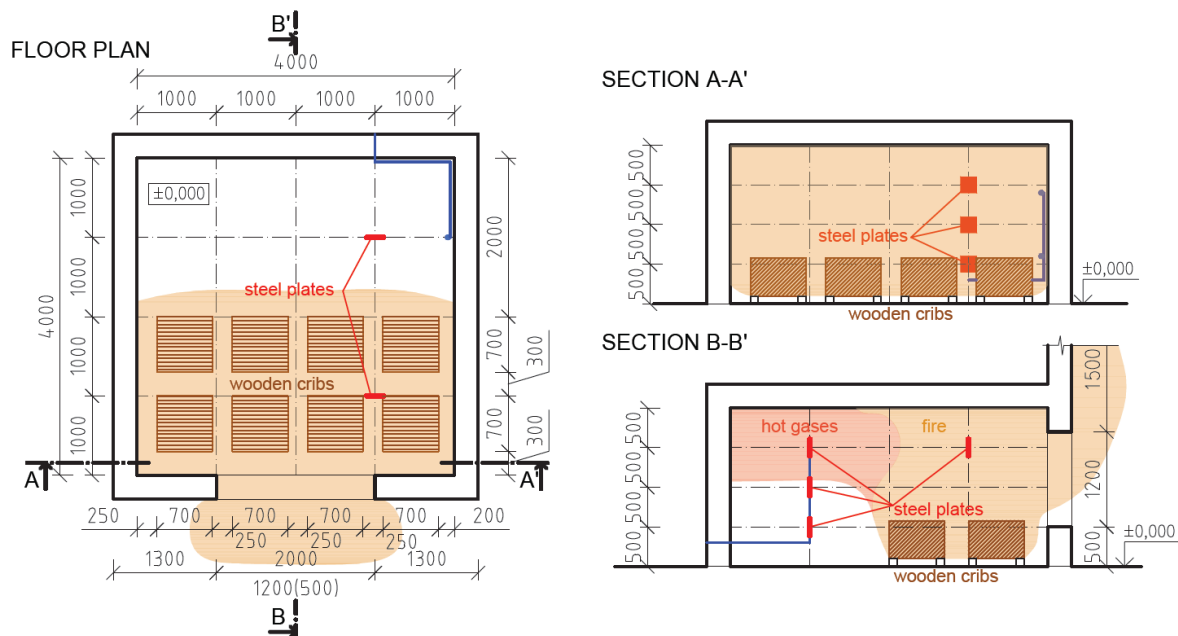 B'
FLOOR PLAN
4000
1000 1000 1000 1000
±0,000
4000
1000
1000
1000
1000
2000
steel plates
700
300
wooden cribs
700
300
A
A'
250 700 700 700 700 200
250 250 250
1300 2000 1300
1200(500)
B
SECTION A-A'
500
500
500
500
steel plates
±0,000
wooden cribs
SECTION B-B'
1500
hot gases
fire
500
500
500
500
steel plates
1200
500
±0,000
wooden cribs